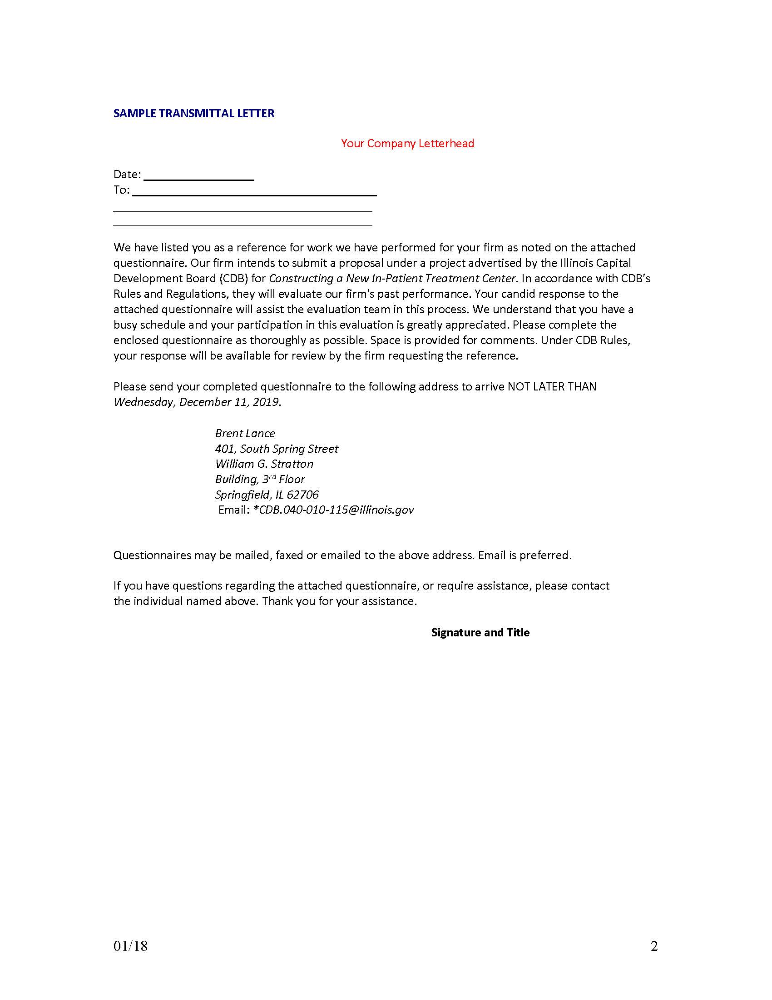 SAMPLE TRANSMITTAL LETTER
Your Company Letterhead
Date:
To:
We have listed you as a reference for work we have performed for your firm as noted on the attached
questionnaire. Our firm intends to submit a proposal under a project advertised by the Illinois Capital
Development Board (CDB) for Constructing a New In-Patient Treatment Center. In accordance with CDB’s
Rules and Regulations, they will evaluate our firm's past performance. Your candid response to the
attached questionnaire will assist the evaluation team in this process. We understand that you have a
busy schedule and your participation in this evaluation is greatly appreciated. Please complete the
enclosed questionnaire as thoroughly as possible. Space is provided for comments. Under CDB Rules,
your response will be available for review by the firm requesting the reference.
Please send your completed questionnaire to the following address to arrive NOT LATER THAN
Wednesday, December 11, 2019.
Brent Lance
401, South Spring Street
William G. Stratton
Building, 3rd Floor
Springfield, IL 62706
Email: *CDB.040-010-115@illinois.gov
Questionnaires may be mailed, faxed or emailed to the above address. Email is preferred.
If you have questions regarding the attached questionnaire, or require assistance, please contact
the individual named above. Thank you for your assistance.
Signature and Title
01/18 2